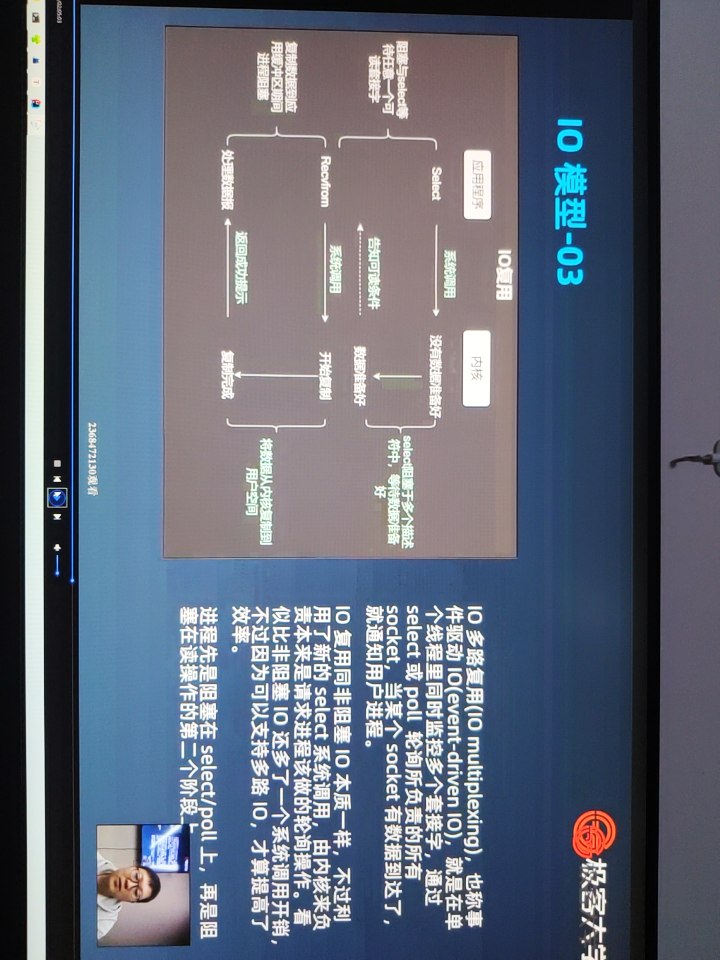 极客大学
IO 模型-03
IO复用
应用程序
内核
Select
系统调用
没有数据准备好
阻塞与select等
待任意一个可
读套接字
select阻塞于多个描述
符中，等待数据准备
好
告知可读条件
数据准备好
Recvfrom
系统调用
开始复制
复制数据到应
用缓冲区期间
进程阻塞
将数据从内核复制到
用户空间
处理数据报
返回成功提示
复制完成
IO 多路复用(IO multiplexing)，也称事
件驱动 IO(event-driven IO)，就是在单
个线程里同时监控多个套接字，通过
select 或 poll 轮询所负责的所有
socket，当某个 socket 有数据到达了，
就通知用户进程。
IO 复用同非阻塞 IO 本质一样，不过利
用了新的 select 系统调用，由内核来负
责本来是请求进程该做的轮询操作。看
似比非阻塞 IO 还多了一个系统调用开销，
不过因为可以支持多路 IO，才算提高了
效率。
进程先是阻塞在 select/poll 上，再是阻
塞在读操作的第二个阶段上
2368472130观看
/02:05:03